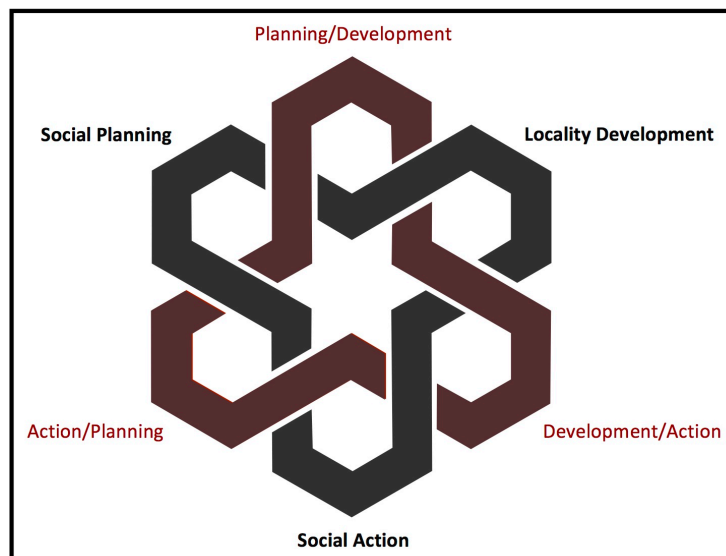 Planning/Development
Social Planning
Locality Development
Action/Planning
Development/Action
Social Action